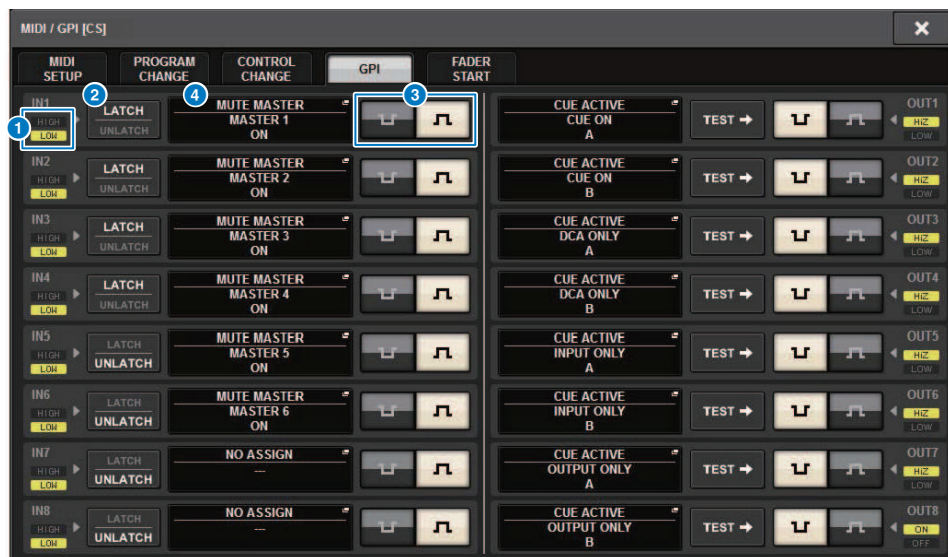 MIDI / GPI [CS]
MIDI SETUP
PROGRAM CHANGE
CONTROL CHANGE
GPI
FADER START
1
2
4
3
IN1
HIGH
LOW
LATCH
UNLATCH
MUTE MASTER
MASTER 1
ON
CUE ACTIVE
CUE ON
A
TEST
OUT1
HiZ
LOW
IN2
HIGH
LOW
LATCH
UNLATCH
MUTE MASTER
MASTER 2
ON
CUE ACTIVE
CUE ON
B
TEST
OUT2
HiZ
LOW
IN3
HIGH
LOW
LATCH
UNLATCH
MUTE MASTER
MASTER 3
ON
CUE ACTIVE
DCA ONLY
A
TEST
OUT3
HiZ
LOW
IN4
HIGH
LOW
LATCH
UNLATCH
MUTE MASTER
MASTER 4
ON
CUE ACTIVE
DCA ONLY
B
TEST
OUT4
HiZ
LOW
IN5
HIGH
LOW
LATCH
UNLATCH
MUTE MASTER
MASTER 5
ON
CUE ACTIVE
INPUT ONLY
A
TEST
OUT5
HiZ
LOW
IN6
HIGH
LOW
LATCH
UNLATCH
MUTE MASTER
MASTER 6
ON
CUE ACTIVE
INPUT ONLY
B
TEST
OUT6
HiZ
LOW
IN7
HIGH
LOW
LATCH
UNLATCH
NO ASSIGN
---
CUE ACTIVE
OUTPUT ONLY
A
TEST
OUT7
HiZ
LOW
IN8
HIGH
LOW
LATCH
UNLATCH
NO ASSIGN
---
CUE ACTIVE
OUTPUT ONLY
B
TEST
OUT8
ON
OFF